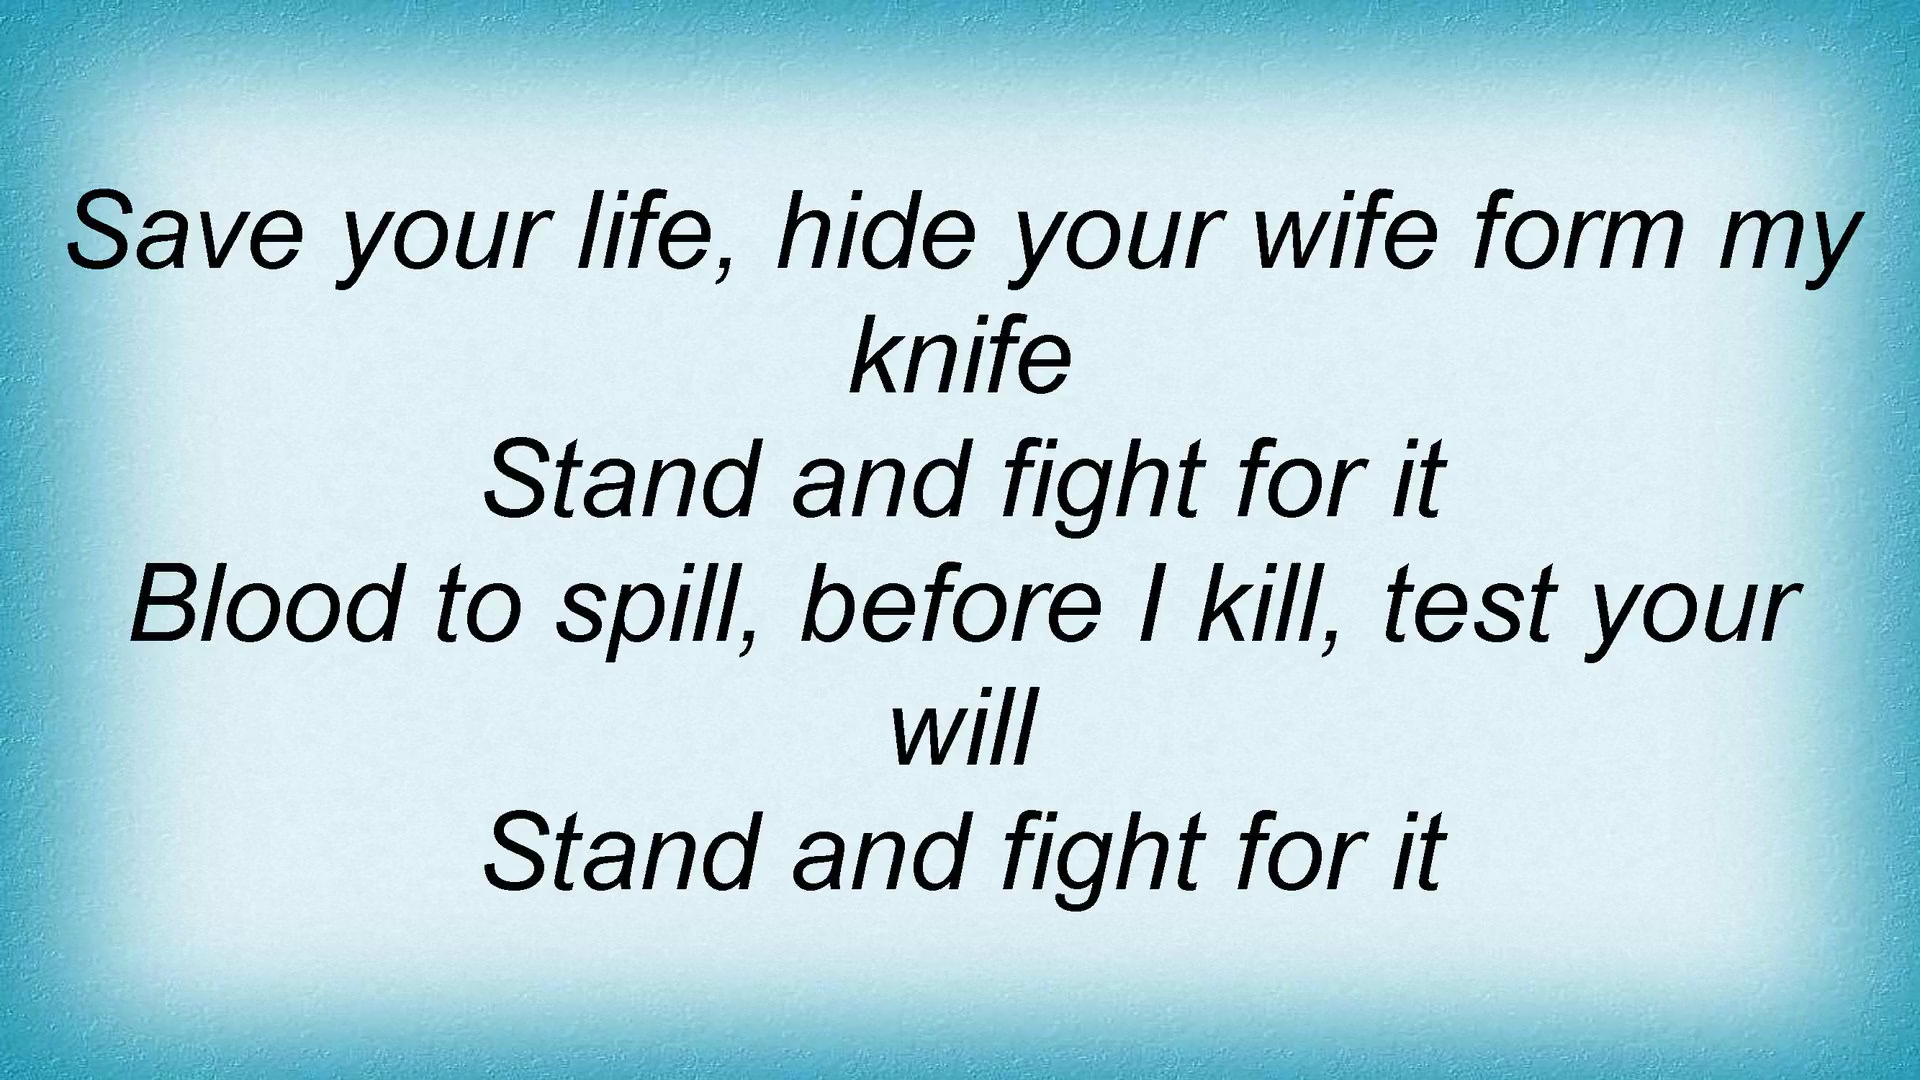 Save your life, hide your wife form my
knife
Stand and fight for it
Blood to spill, before I kill, test your
will
Stand and fight for it